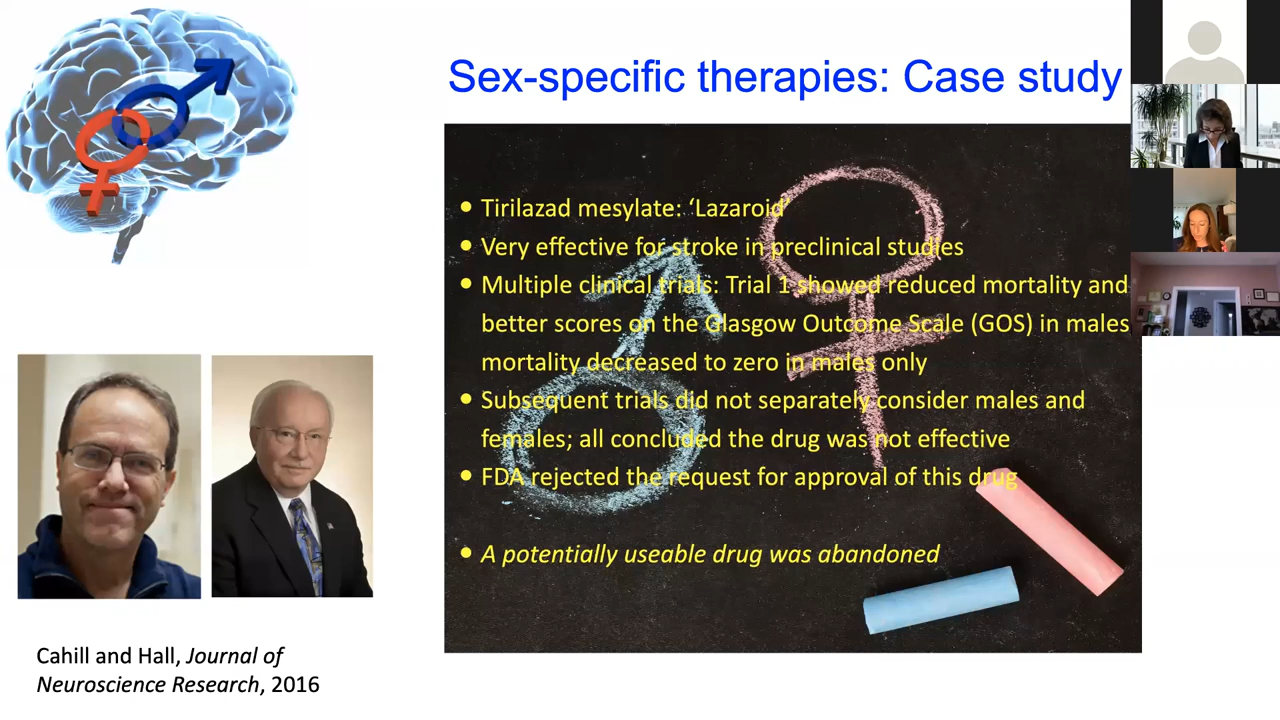 Sex-specific therapies: Case study
• Tirilazad mesylate: ‘Lazaroid’
• Very effective for stroke in preclinical studies
• Multiple clinical trials: Trial 1 showed reduced mortality and
better scores on the Glasgow Outcome Scale (GOS) in males
mortality decreased to zero in males only
• Subsequent trials did not separately consider males and
females; all concluded the drug was not effective
• FDA rejected the request for approval of this drug
• A potentially useable drug was abandoned
Cahill and Hall, Journal of
Neuroscience Research, 2016